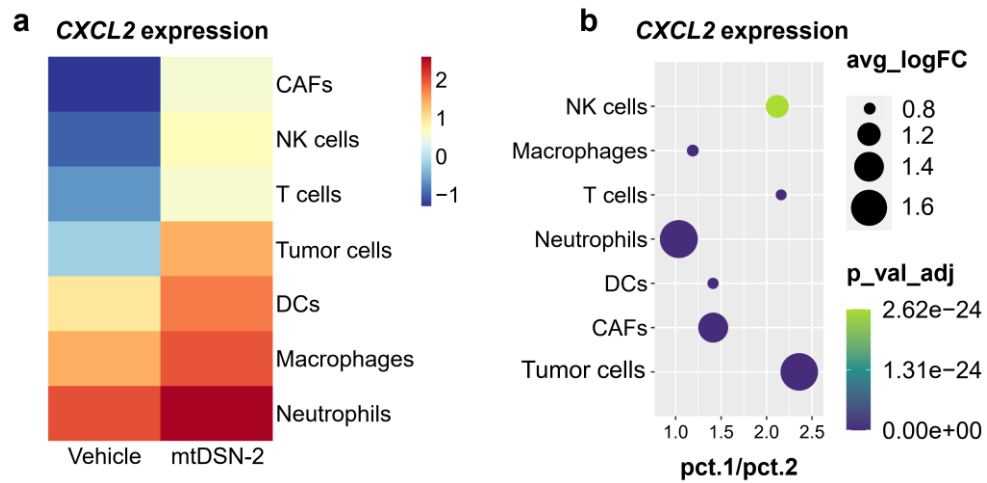 a
CXCL2 expression
CAFs
NK cells
T cells
Tumor cells
DCs
Macrophages
Neutrophils
Vehicle
mtDSN-2
2
1
0
−1
b
CXCL2 expression
NK cells
Macrophages
T cells
Neutrophils
DCs
CAFs
Tumor cells
1.0
1.5
2.0
2.5
pct.1/pct.2
avg_logFC
0.8
1.2
1.4
1.6
p_val_adj
2.62e−24
1.31e−24
0.00e+00